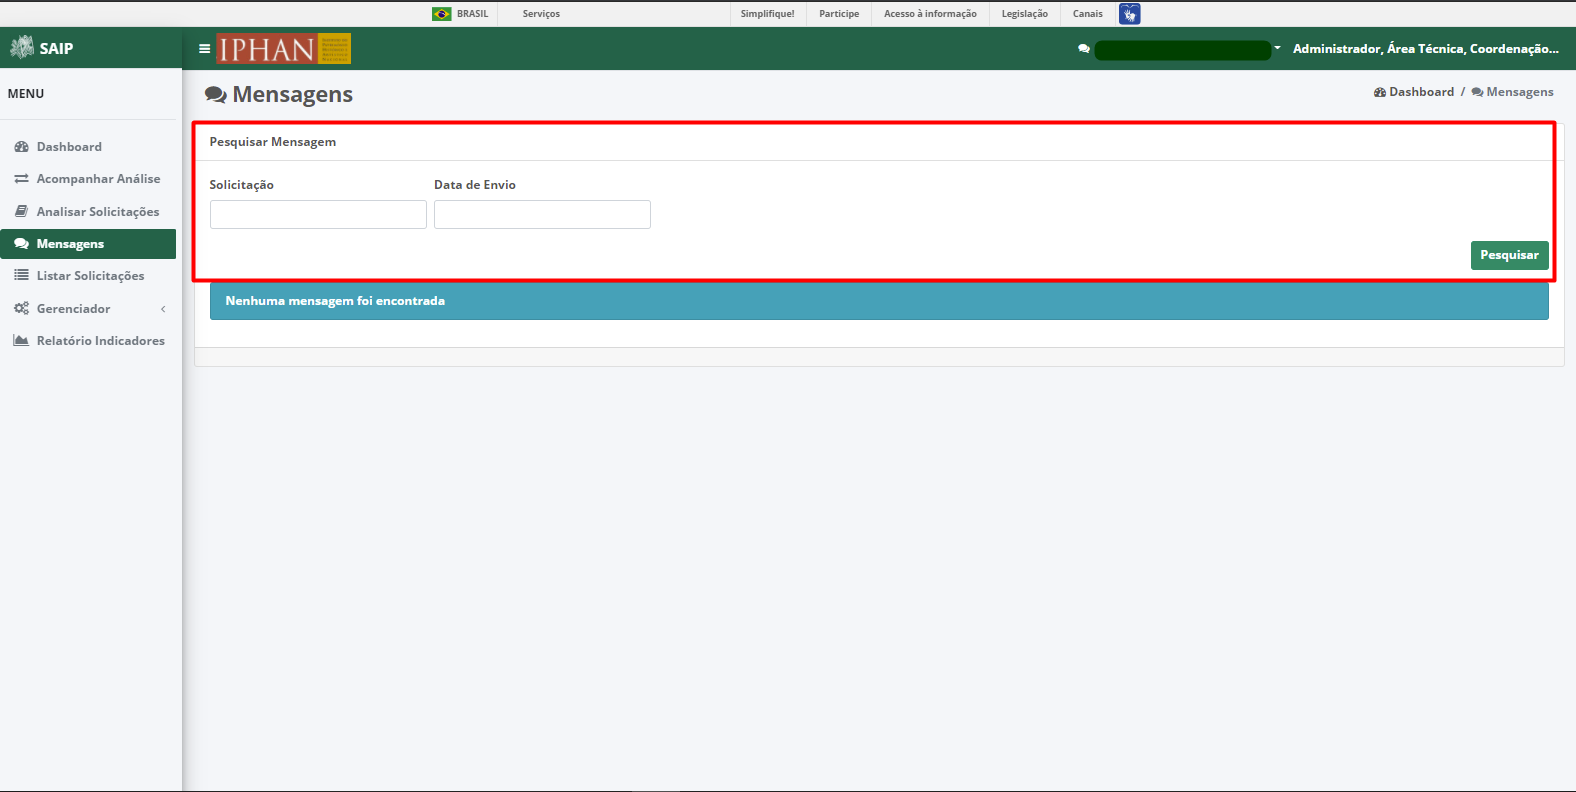 BRASIL Serviços Simplifique! Participe Acesso à informação Legislação Canais
SAIP IPHAN Administrador, Área Técnica, Coordenação...
MENU
Dashboard
Acompanhar Análise
Analisar Solicitações
Mensagens
Listar Solicitações
Gerenciador
Relatório Indicadores
Mensagens Dashboard / Mensagens
Pesquisar Mensagem
Solicitação Data de Envio
Pesquisar
Nenhuma mensagem foi encontrada